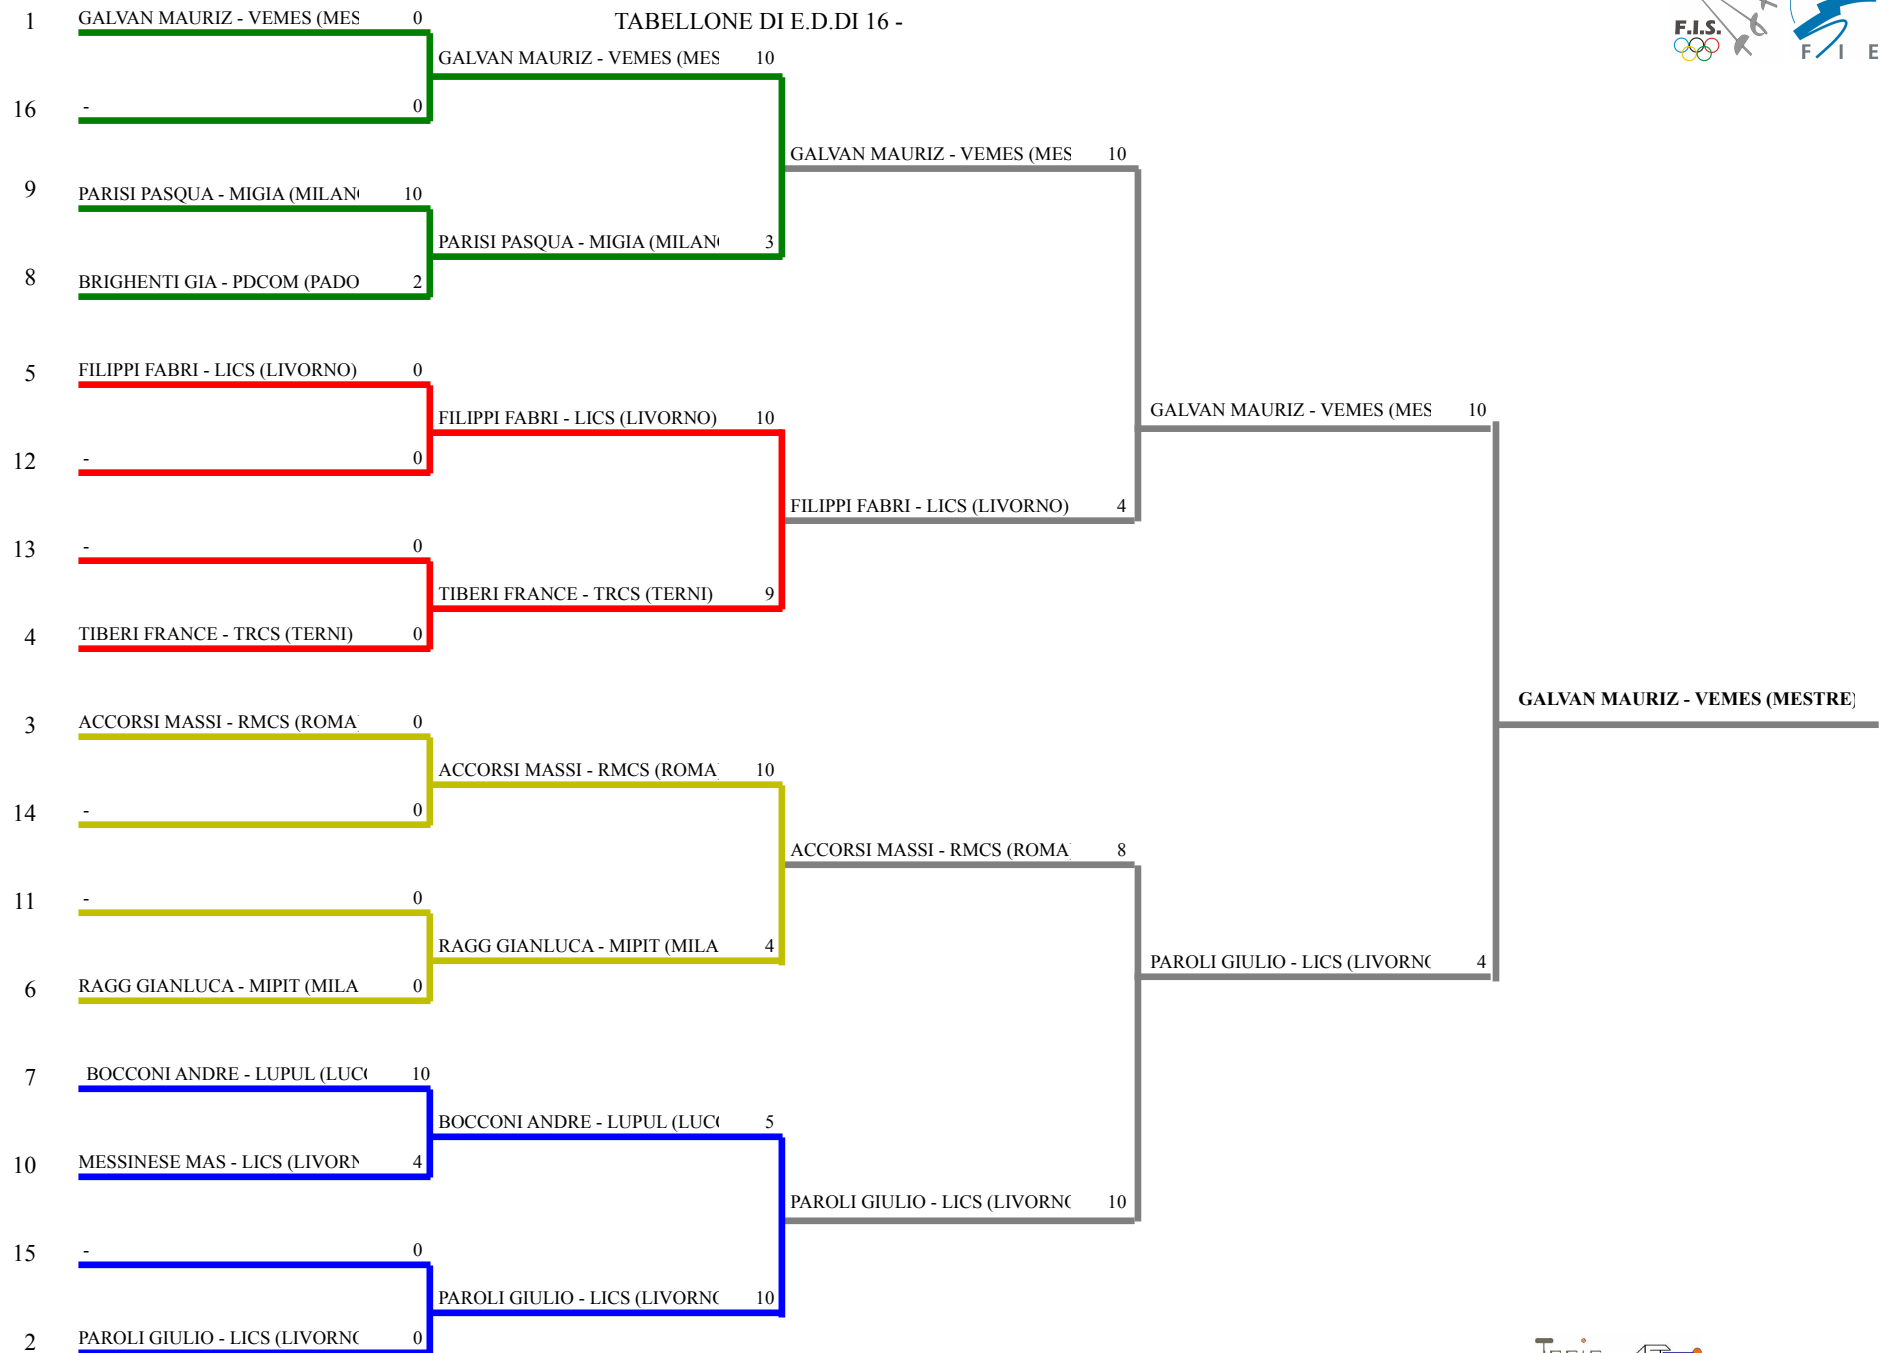 TABELLONE DI E.D.DI 16 -
F.I.S.
F I E
1 GALVAN MAURIZ - VEMES (MES 0
GALVAN MAURIZ - VEMES (MES 10
16 - 0
GALVAN MAURIZ - VEMES (MES 10
9 PARISI PASQUA - MIGIA (MILAN 10
PARISI PASQUA - MIGIA (MILAN 3
8 BRIGHENTI GIA - PDCOM (PADO 2
5 FILIPPI FABRI - LICS (LIVORNO) 0
GALVAN MAURIZ - VEMES (MES 10
FILIPPI FABRI - LICS (LIVORNO) 10
12 - 0
FILIPPI FABRI - LICS (LIVORNO) 4
13 - 0
TIBERI FRANCE - TRCS (TERNI) 9
4 TIBERI FRANCE - TRCS (TERNI) 0
GALVAN MAURIZ - VEMES (MESTRE)
3 ACCORSI MASSI - RMCS (ROMA 0
ACCORSI MASSI - RMCS (ROMA 10
14 - 0
ACCORSI MASSI - RMCS (ROMA 8
11 - 0
RAGG GIANLUCA - MIPIT (MILA 4
PAROLI GIULIO - LICS (LIVORN 4
6 RAGG GIANLUCA - MIPIT (MILA 0
7 BOCCONI ANDRE - LUPUL (LUC 10
BOCCONI ANDRE - LUPUL (LUC 5
10 MESSINESE MAS - LICS (LIVORN 4
PAROLI GIULIO - LICS (LIVORN 10
15 - 0
PAROLI GIULIO - LICS (LIVORN 10
2 PAROLI GIULIO - LICS (LIVORN 0